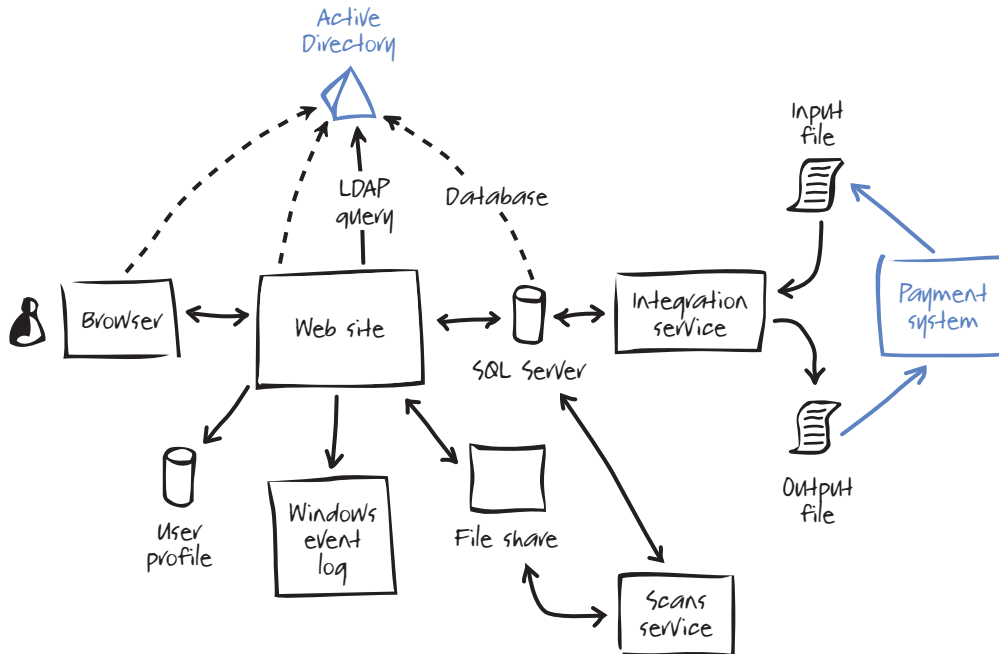 Active
Directory
Input
file
LDAP
query
Database
Browser
Web site
Integration
service
Payment
system
SQL Server
User
profile
Windows
event
log
File share
Output
file
Scans
service